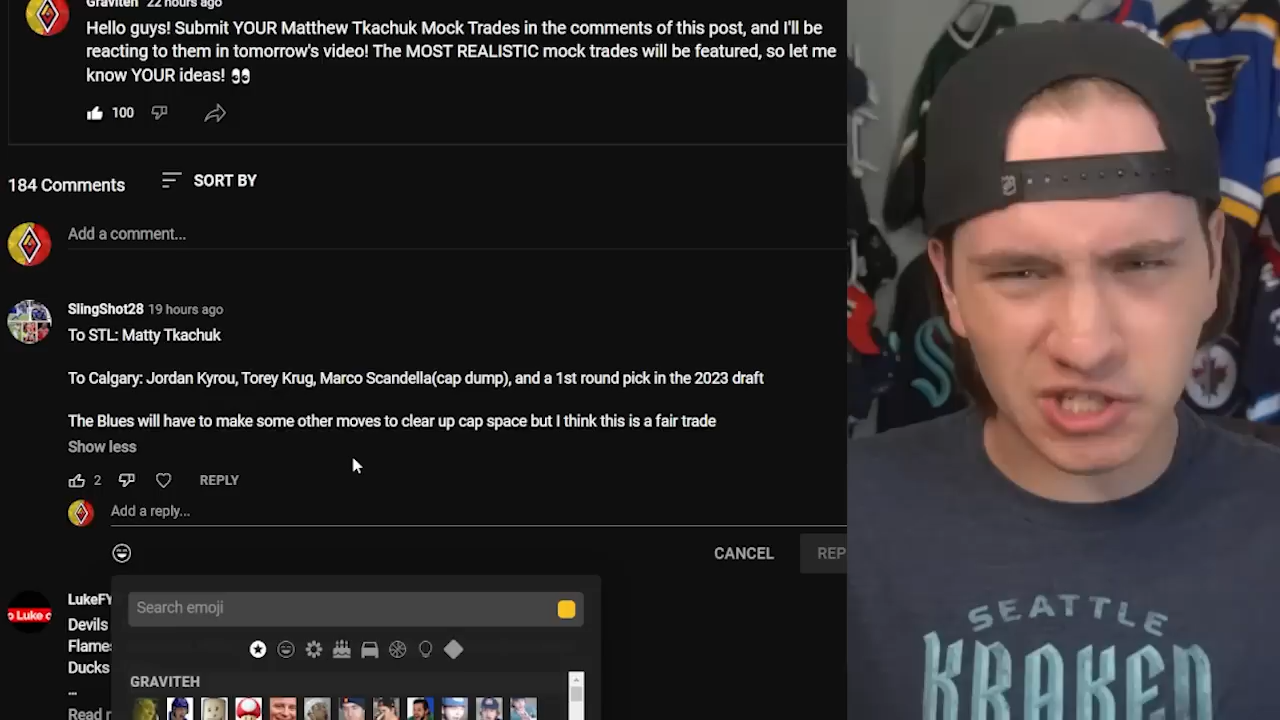 Graviteh 22 hours ago
Hello guys! Submit YOUR Matthew Tkachuk Mock Trades in the comments of this post, and I'll be
reacting to them in tomorrow's video! The MOST REALISTIC mock trades will be featured, so let me
know YOUR ideas! 👀
100
184 Comments
SORT BY
Add a comment...
SlingShot28 19 hours ago
To STL: Matty Tkachuk
To Calgary: Jordan Kyrou, Torey Krug, Marco Scandella(cap dump), and a 1st round pick in the 2023 draft
The Blues will have to make some other moves to clear up cap space but I think this is a fair trade
Show less
2 REPLY
Add a reply...
CANCEL REP
Luke
LukeFY
Devils
Flames
Ducks
...
Read
Search emoji
GRAVITEH
SEATTLE
KRAKEN